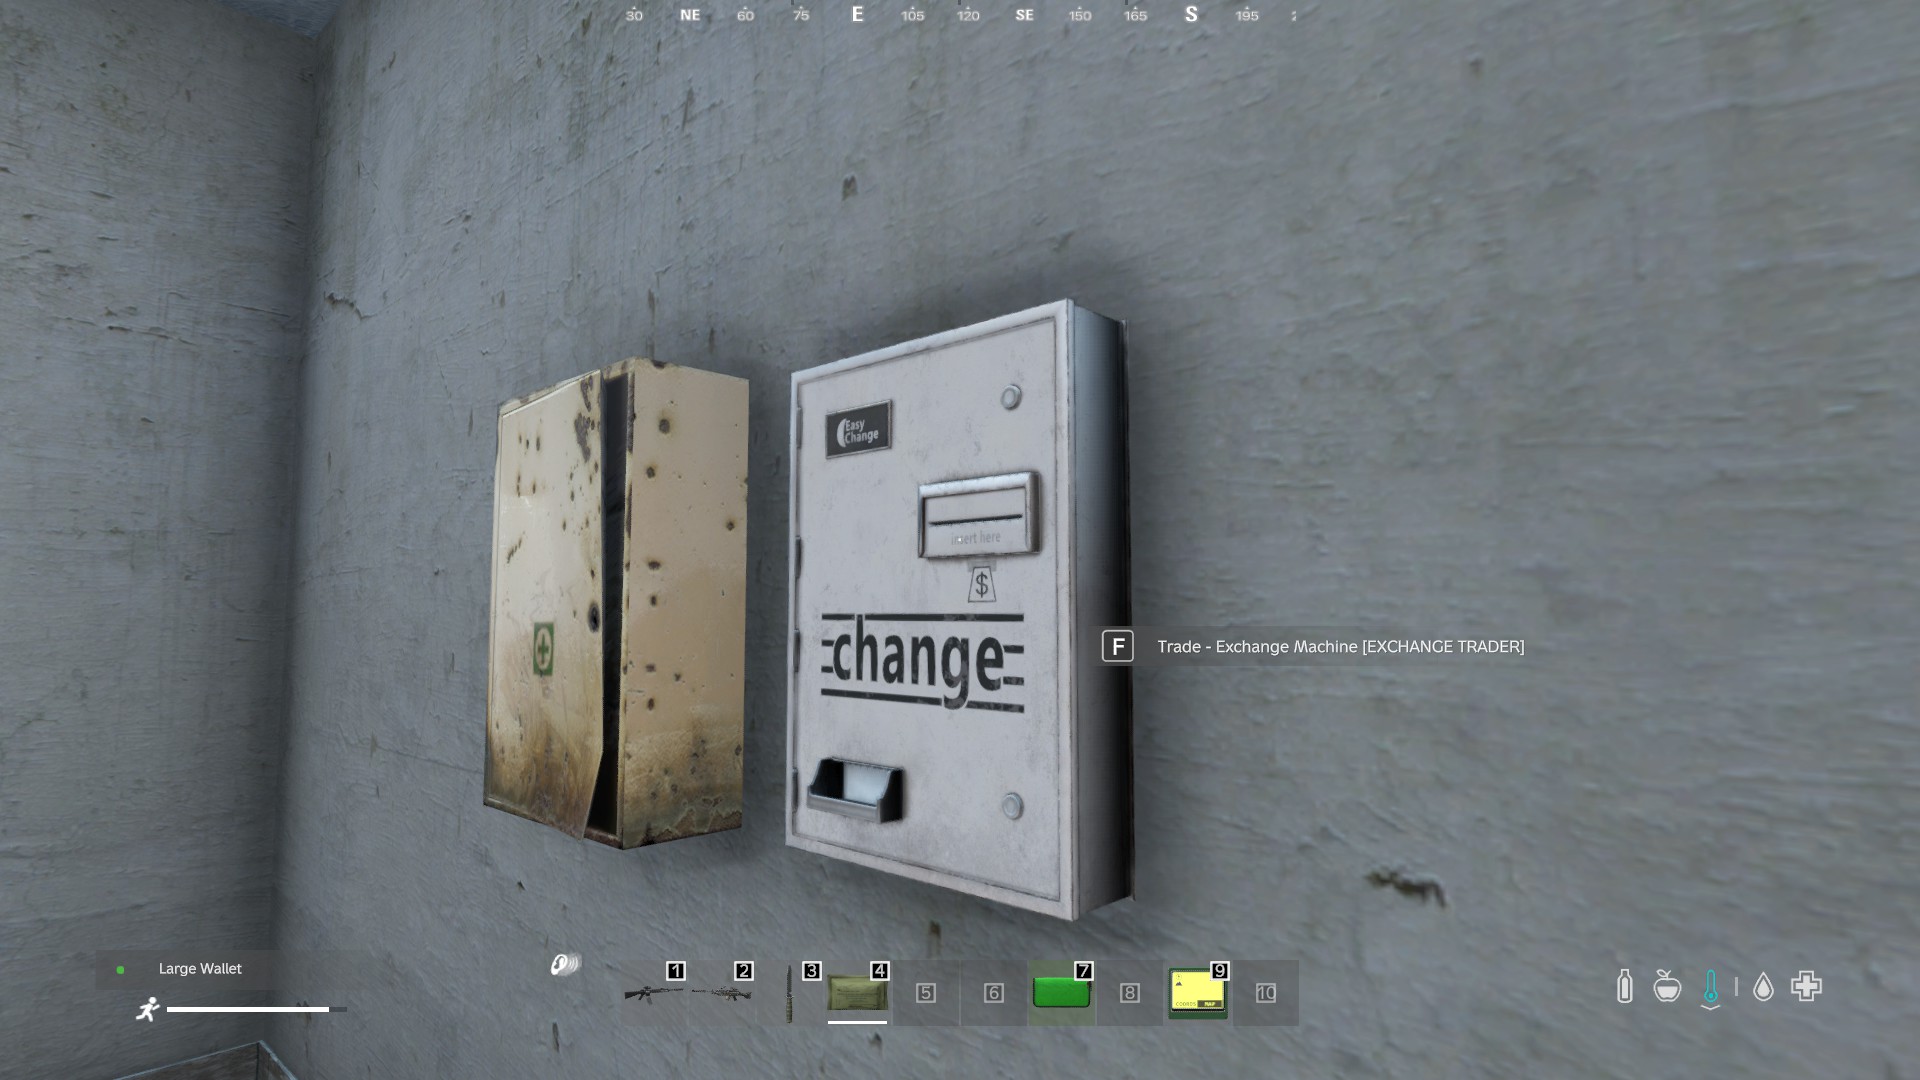 30 NE 60 75 E 105 120 SE 150 165 S 195
Easy
Change
insert here
$
change
F Trade - Exchange Machine [EXCHANGE TRADER]
Large Wallet
1 2 3 4 5 6 7 8 9 10
MAP